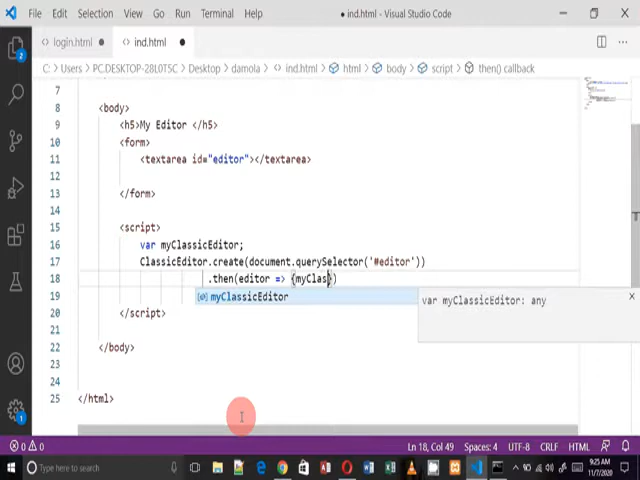 File Edit Selection View Go Run Terminal Help ● ind.html - Visual Studio Code
login.html ● ind.html ●
C: > Users > PC.DESKTOP-28L0T5C > Desktop > damola > ind.html > html > body > script > then() callback
7
8 <body>
9 <h5>My Editor </h5>
10 <form>
11 <textarea id="editor"></textarea>
12
13 </form>
14
15 <script>
16 var myClassicEditor;
17 ClassicEditor.create(document.querySelector('#editor'))
18 .then(editor => {myClas})
19 myClassicEditor var myClassicEditor: any
20 </script>
21
22 </body>
23
24
25 </html>
2
1
0 0 Ln 18, Col 49 Spaces: 4 UTF-8 CRLF HTML
Type here to search 9:25 AM
11/7/2020